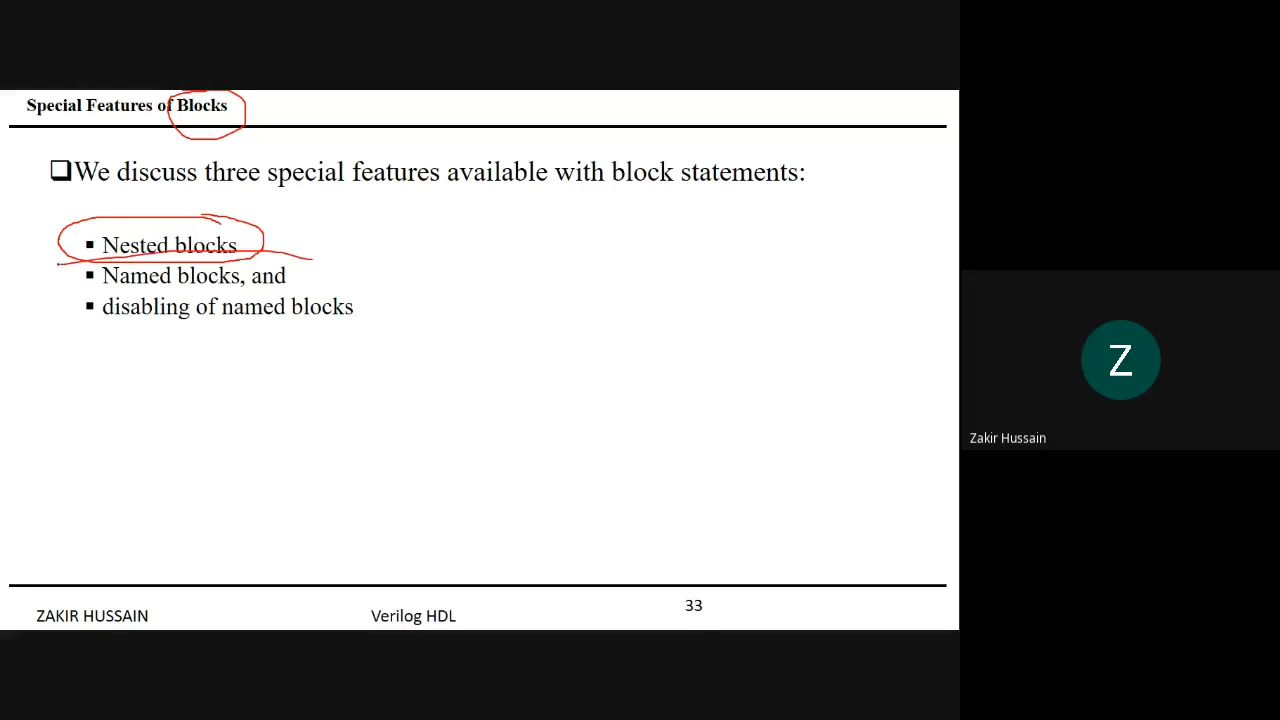 Special Features of Blocks
❑We discuss three special features available with block statements:
▪ Nested blocks
▪ Named blocks, and
▪ disabling of named blocks
Z
Zakir Hussain
ZAKIR HUSSAIN
Verilog HDL
33